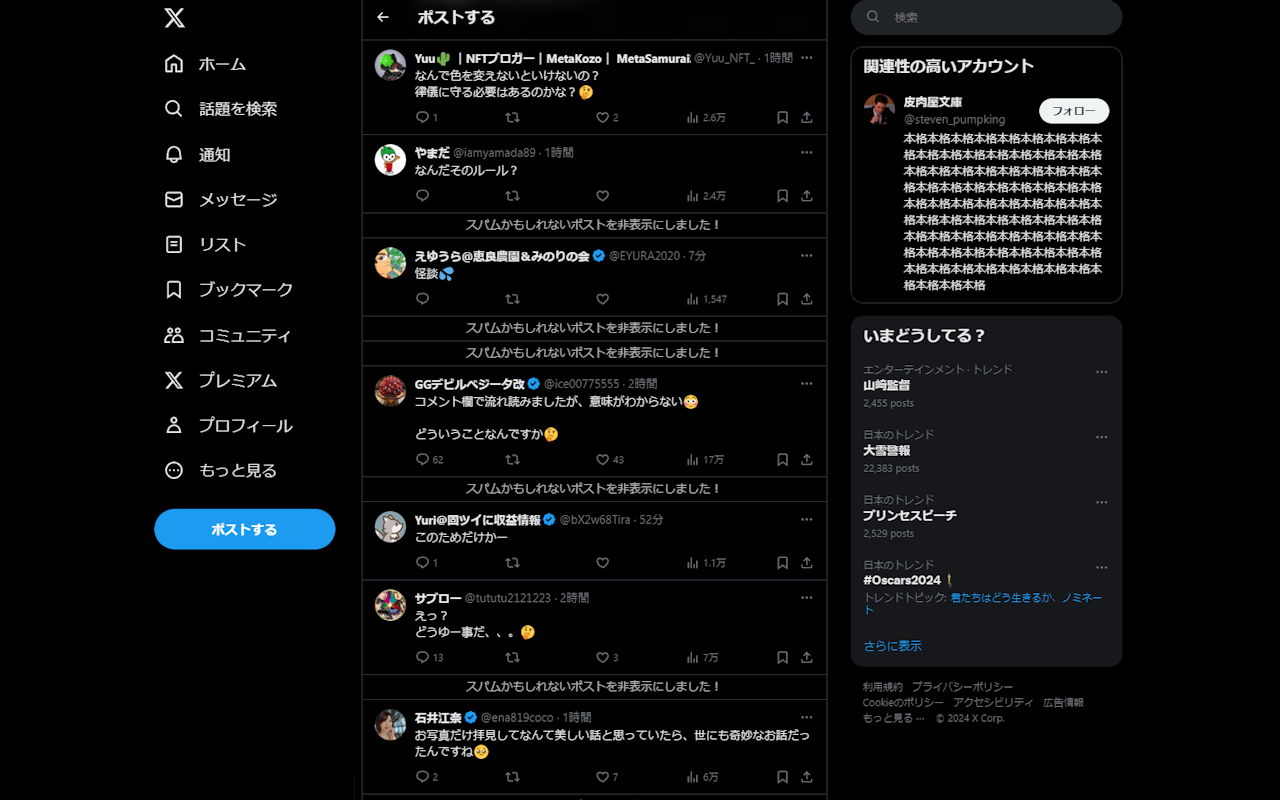 ホーム
話題を検索
通知
メッセージ
リスト
ブックマーク
コミュニティ
プレミアム
プロフィール
もっと見る
ポストする
ポストする
Yuu🌵 ｜NFTブロガー｜MetaKozo｜ MetaSamurai @Yuu_NFT_ · 1時間
なんで色を変えないといけないの？
律儀に守る必要はあるのかな？🤔
1 2 2.6万
やまだ @iamyamada89 · 1時間
なんだそのルール？
2.4万
スパムかもしれないポストを非表示にしました！
えゆうら@恵良農園＆みのりの会 @EYURA2020 · 7分
怪談💦
1,547
スパムかもしれないポストを非表示にしました！
スパムかもしれないポストを非表示にしました！
GGデビルベジータ改 @ice00775555 · 2時間
コメント欄で流れ読みましたが、意味がわからない😳
どういうことなんですか🤔
62 43 17万
スパムかもしれないポストを非表示にしました！
Yuri@固ツイに収益情報 @bX2w68Tira · 52分
このためだけかー
1 1.1万
サブロー @tututu2121223 · 2時間
えっ？
どうゆー事だ、、。🤔
13 3 7万
スパムかもしれないポストを非表示にしました！
石井江奈 @ena819coco · 1時間
お写真だけ拝見してなんて美しい話と思っていたら、世にも奇妙なお話だっ
たんですね🥺
2 7 6万
検索
関連性の高いアカウント
皮肉屋文庫
@steven_pumpking
フォロー
本格本格本格本格本格本格本格本格本
格本格本格本格本格本格本格本格本格
本格本格本格本格本格本格本格本格本
格本格本格本格本格本格本格本格本格
本格本格本格本格本格本格本格本格本
格本格本格本格本格本格本格本格本格
本格本格本格本格本格本格本格本格本
格本格本格本格本格本格本格本格本格
本格本格本格本格本格本格本格本格本
格本格本格本格
いまどうしてる？
エンターテインメント · トレンド
山崎監督
2,455 posts
日本のトレンド
大雪警報
22,383 posts
日本のトレンド
プリンセスピーチ
2,529 posts
日本のトレンド
#Oscars2024
トレンドトピック: 君たちはどう生きるか、ノミネー
ト
さらに表示
利用規約 プライバシーポリシー
Cookieのポリシー アクセシビリティ 広告情報
もっと見る ··· © 2024 X Corp.